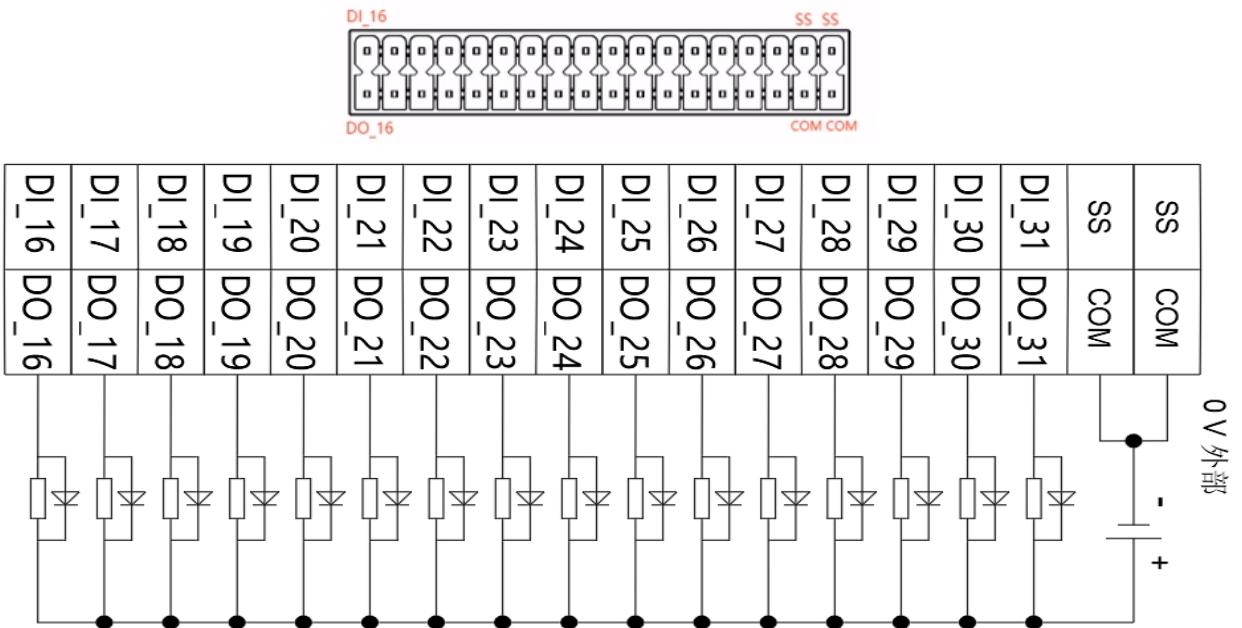 DI_16 SS SS
DO_16 COM COM
DI_16 DI_17 DI_18 DI_19 DI_20 DI_21 DI_22 DI_23 DI_24 DI_25 DI_26 DI_27 DI_28 DI_29 DI_30 DI_31 SS SS
DO_16 DO_17 DO_18 DO_19 DO_20 DO_21 DO_22 DO_23 DO_24 DO_25 DO_26 DO_27 DO_28 DO_29 DO_30 DO_31 COM COM
0V 外部
-
+